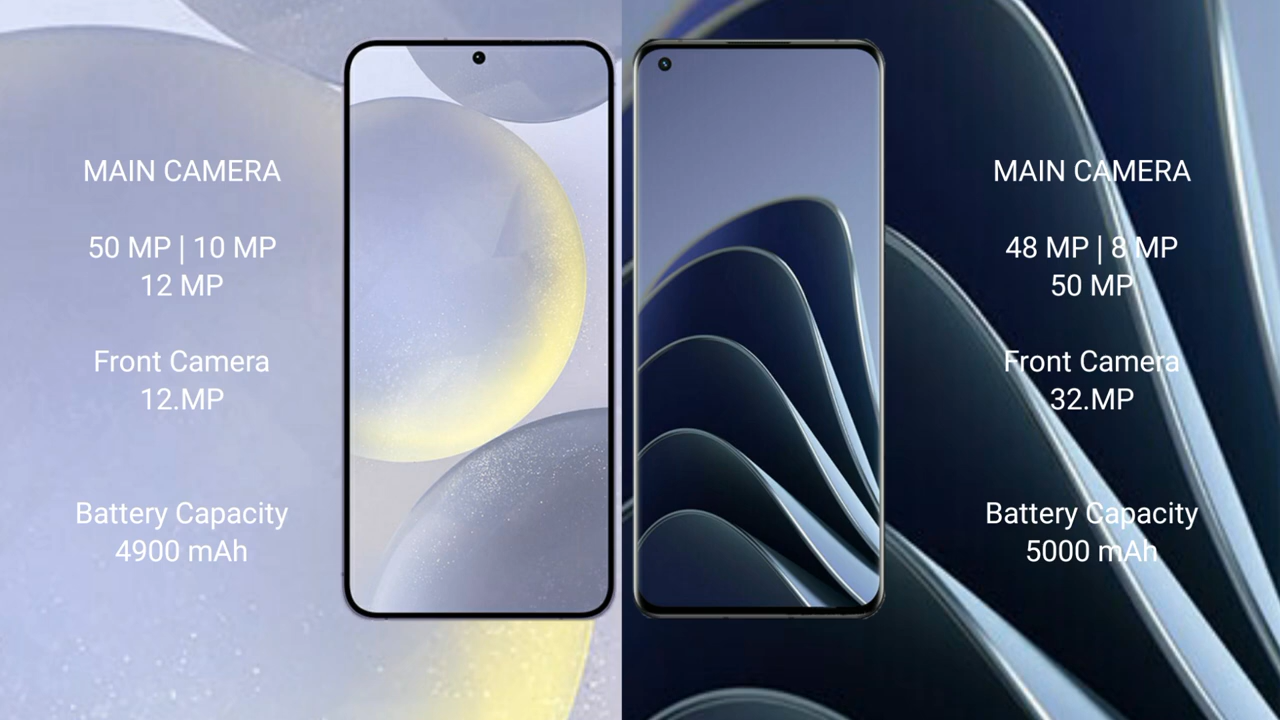 MAIN CAMERA
50 MP | 10 MP
12 MP
Front Camera
12.MP
Battery Capacity
4900 mAh
MAIN CAMERA
48 MP | 8 MP
50 MP
Front Camera
32.MP
Battery Capacity
5000 mAh